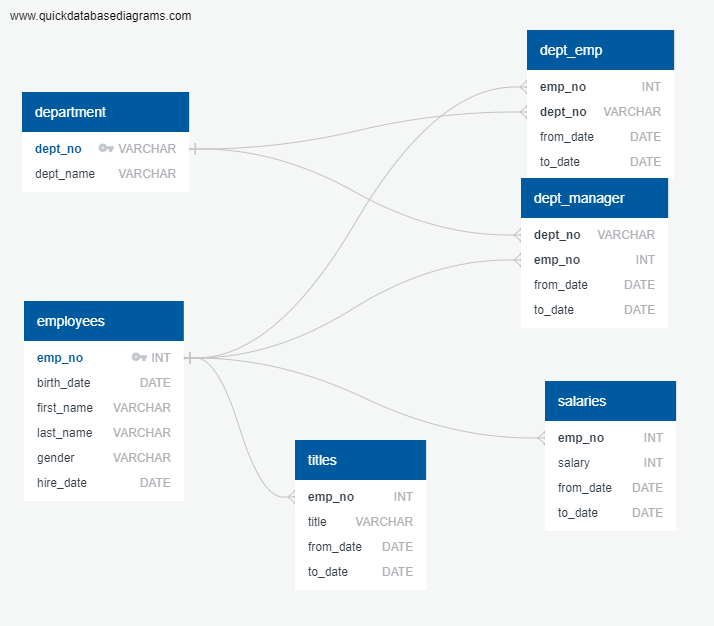 www.quickdatabasediagrams.com
department
dept_no VARCHAR
dept_name VARCHAR
employees
emp_no INT
birth_date DATE
first_name VARCHAR
last_name VARCHAR
gender VARCHAR
hire_date DATE
titles
emp_no INT
title VARCHAR
from_date DATE
to_date DATE
dept_emp
emp_no INT
dept_no VARCHAR
from_date DATE
to_date DATE
dept_manager
dept_no VARCHAR
emp_no INT
from_date DATE
to_date DATE
salaries
emp_no INT
salary INT
from_date DATE
to_date DATE